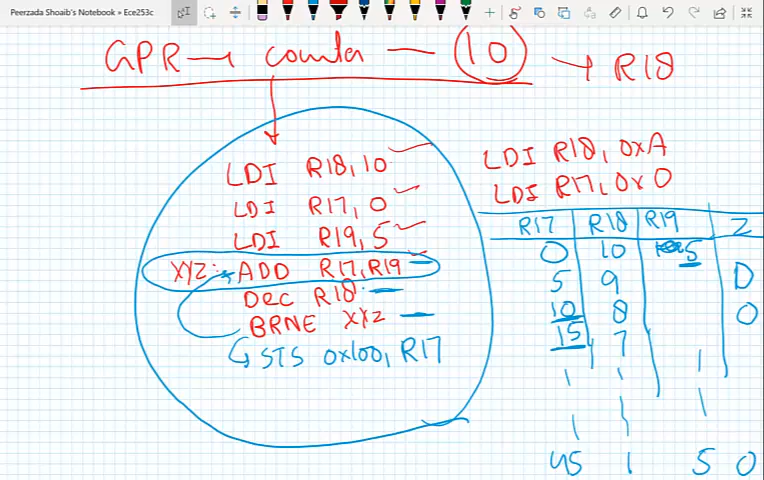 Peerzada Shoaib's Notebook » Ece253c
GPR → counter — 10 → R18
LDI R18, 10
LDI R17, 0
LDI R19, 5
XYZ: ADD R17, R19
Dec R18
BRNE XYZ
STS 0x100, R17
LDI R18, 0xA
LDI R17, 0x0
R17 R18 R19 Z
0 10 5
5 9 0
10 8 0
15 7
45 1 5 0